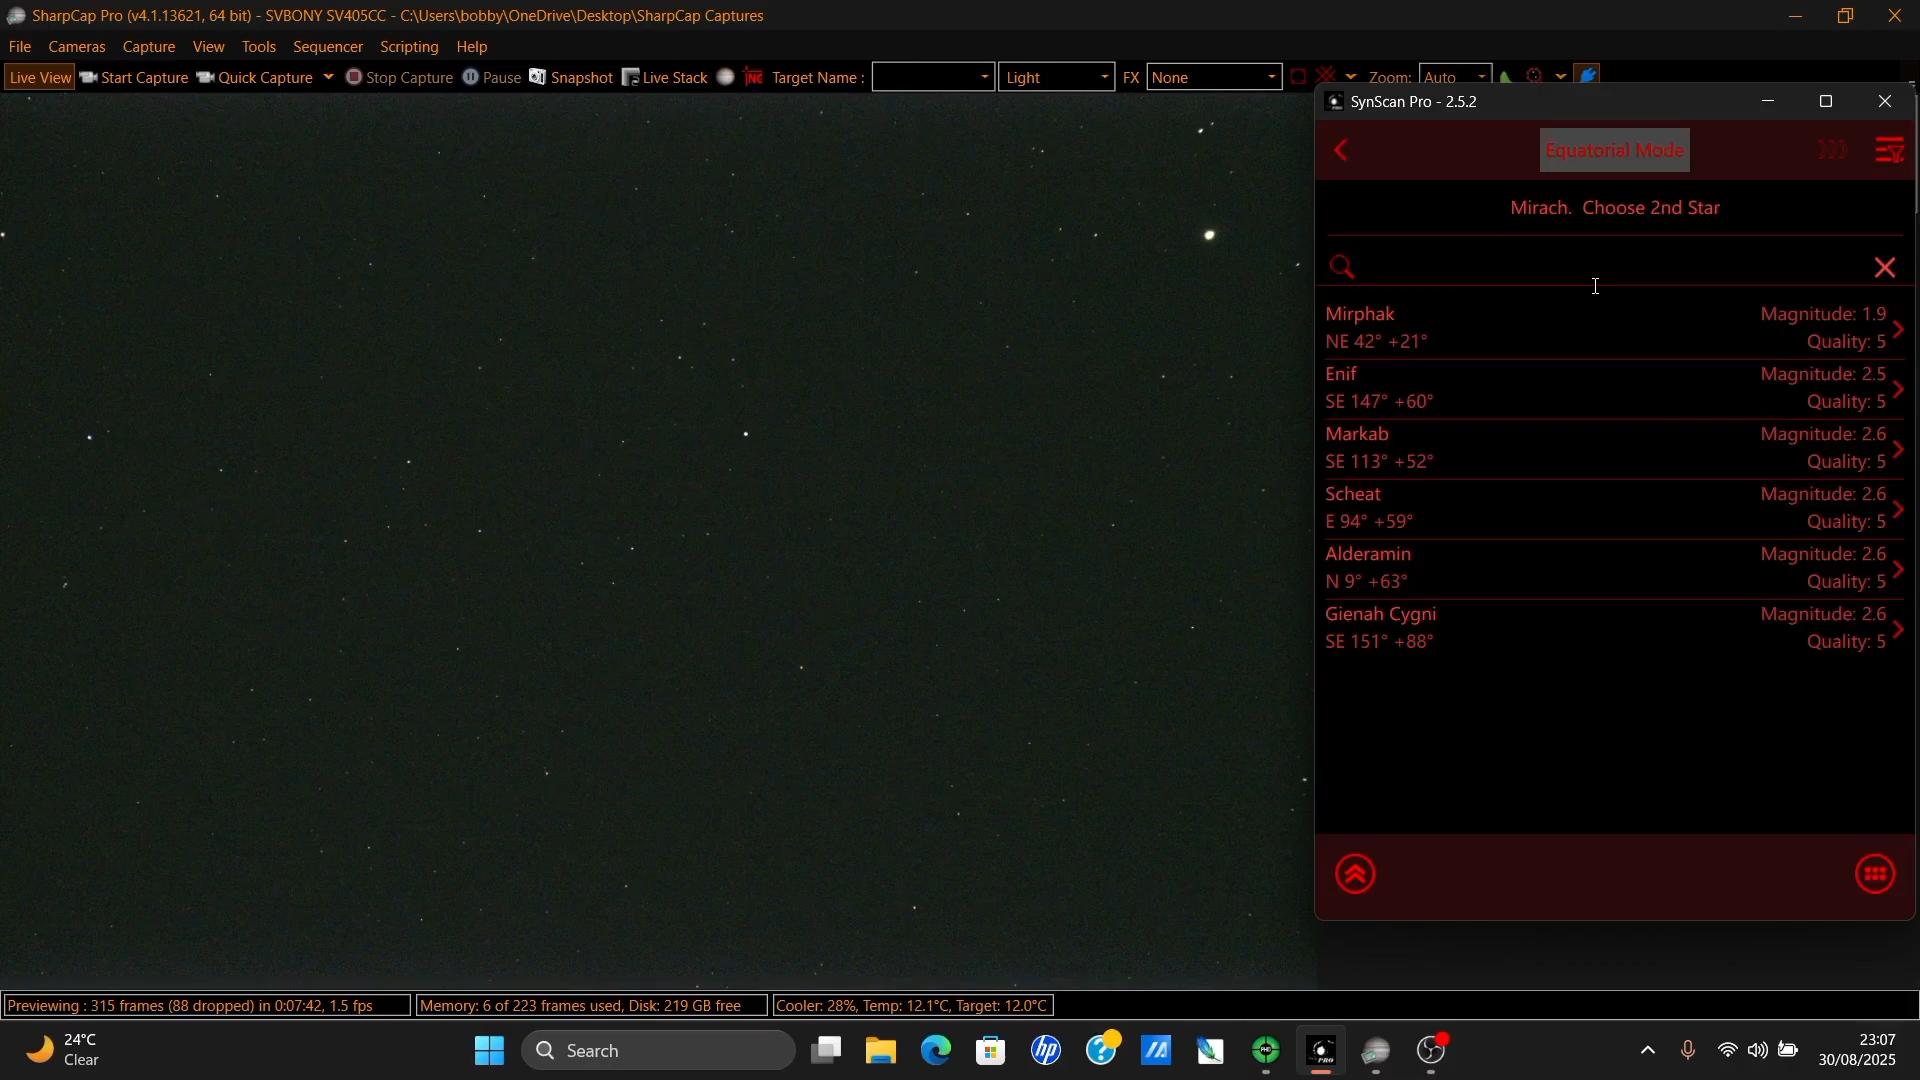 SharpCap Pro (v4.1.13621, 64 bit) - SVBONY SV405CC - C:\Users\bobby\OneDrive\Desktop\SharpCap Captures
File Cameras Capture View Tools Sequencer Scripting Help
Live View Start Capture Quick Capture Stop Capture Pause Snapshot Live Stack INC Target Name : Light FX None Zoom: Auto
SynScan Pro - 2.5.2
Equatorial Mode
Mirach. Choose 2nd Star
Mirphak Magnitude: 1.9
NE 42° +21° Quality: 5
Enif Magnitude: 2.5
SE 147° +60° Quality: 5
Markab Magnitude: 2.6
SE 113° +52° Quality: 5
Scheat Magnitude: 2.6
E 94° +59° Quality: 5
Alderamin Magnitude: 2.6
N 9° +63° Quality: 5
Gienah Cygni Magnitude: 2.6
SE 151° +88° Quality: 5
Previewing : 315 frames (88 dropped) in 0:07:42, 1.5 fps Memory: 6 of 223 frames used, Disk: 219 GB free Cooler: 28%, Temp: 12.1°C, Target: 12.0°C
24°C
Clear
Search
hp
PHD
PRO
23:07
30/08/2025